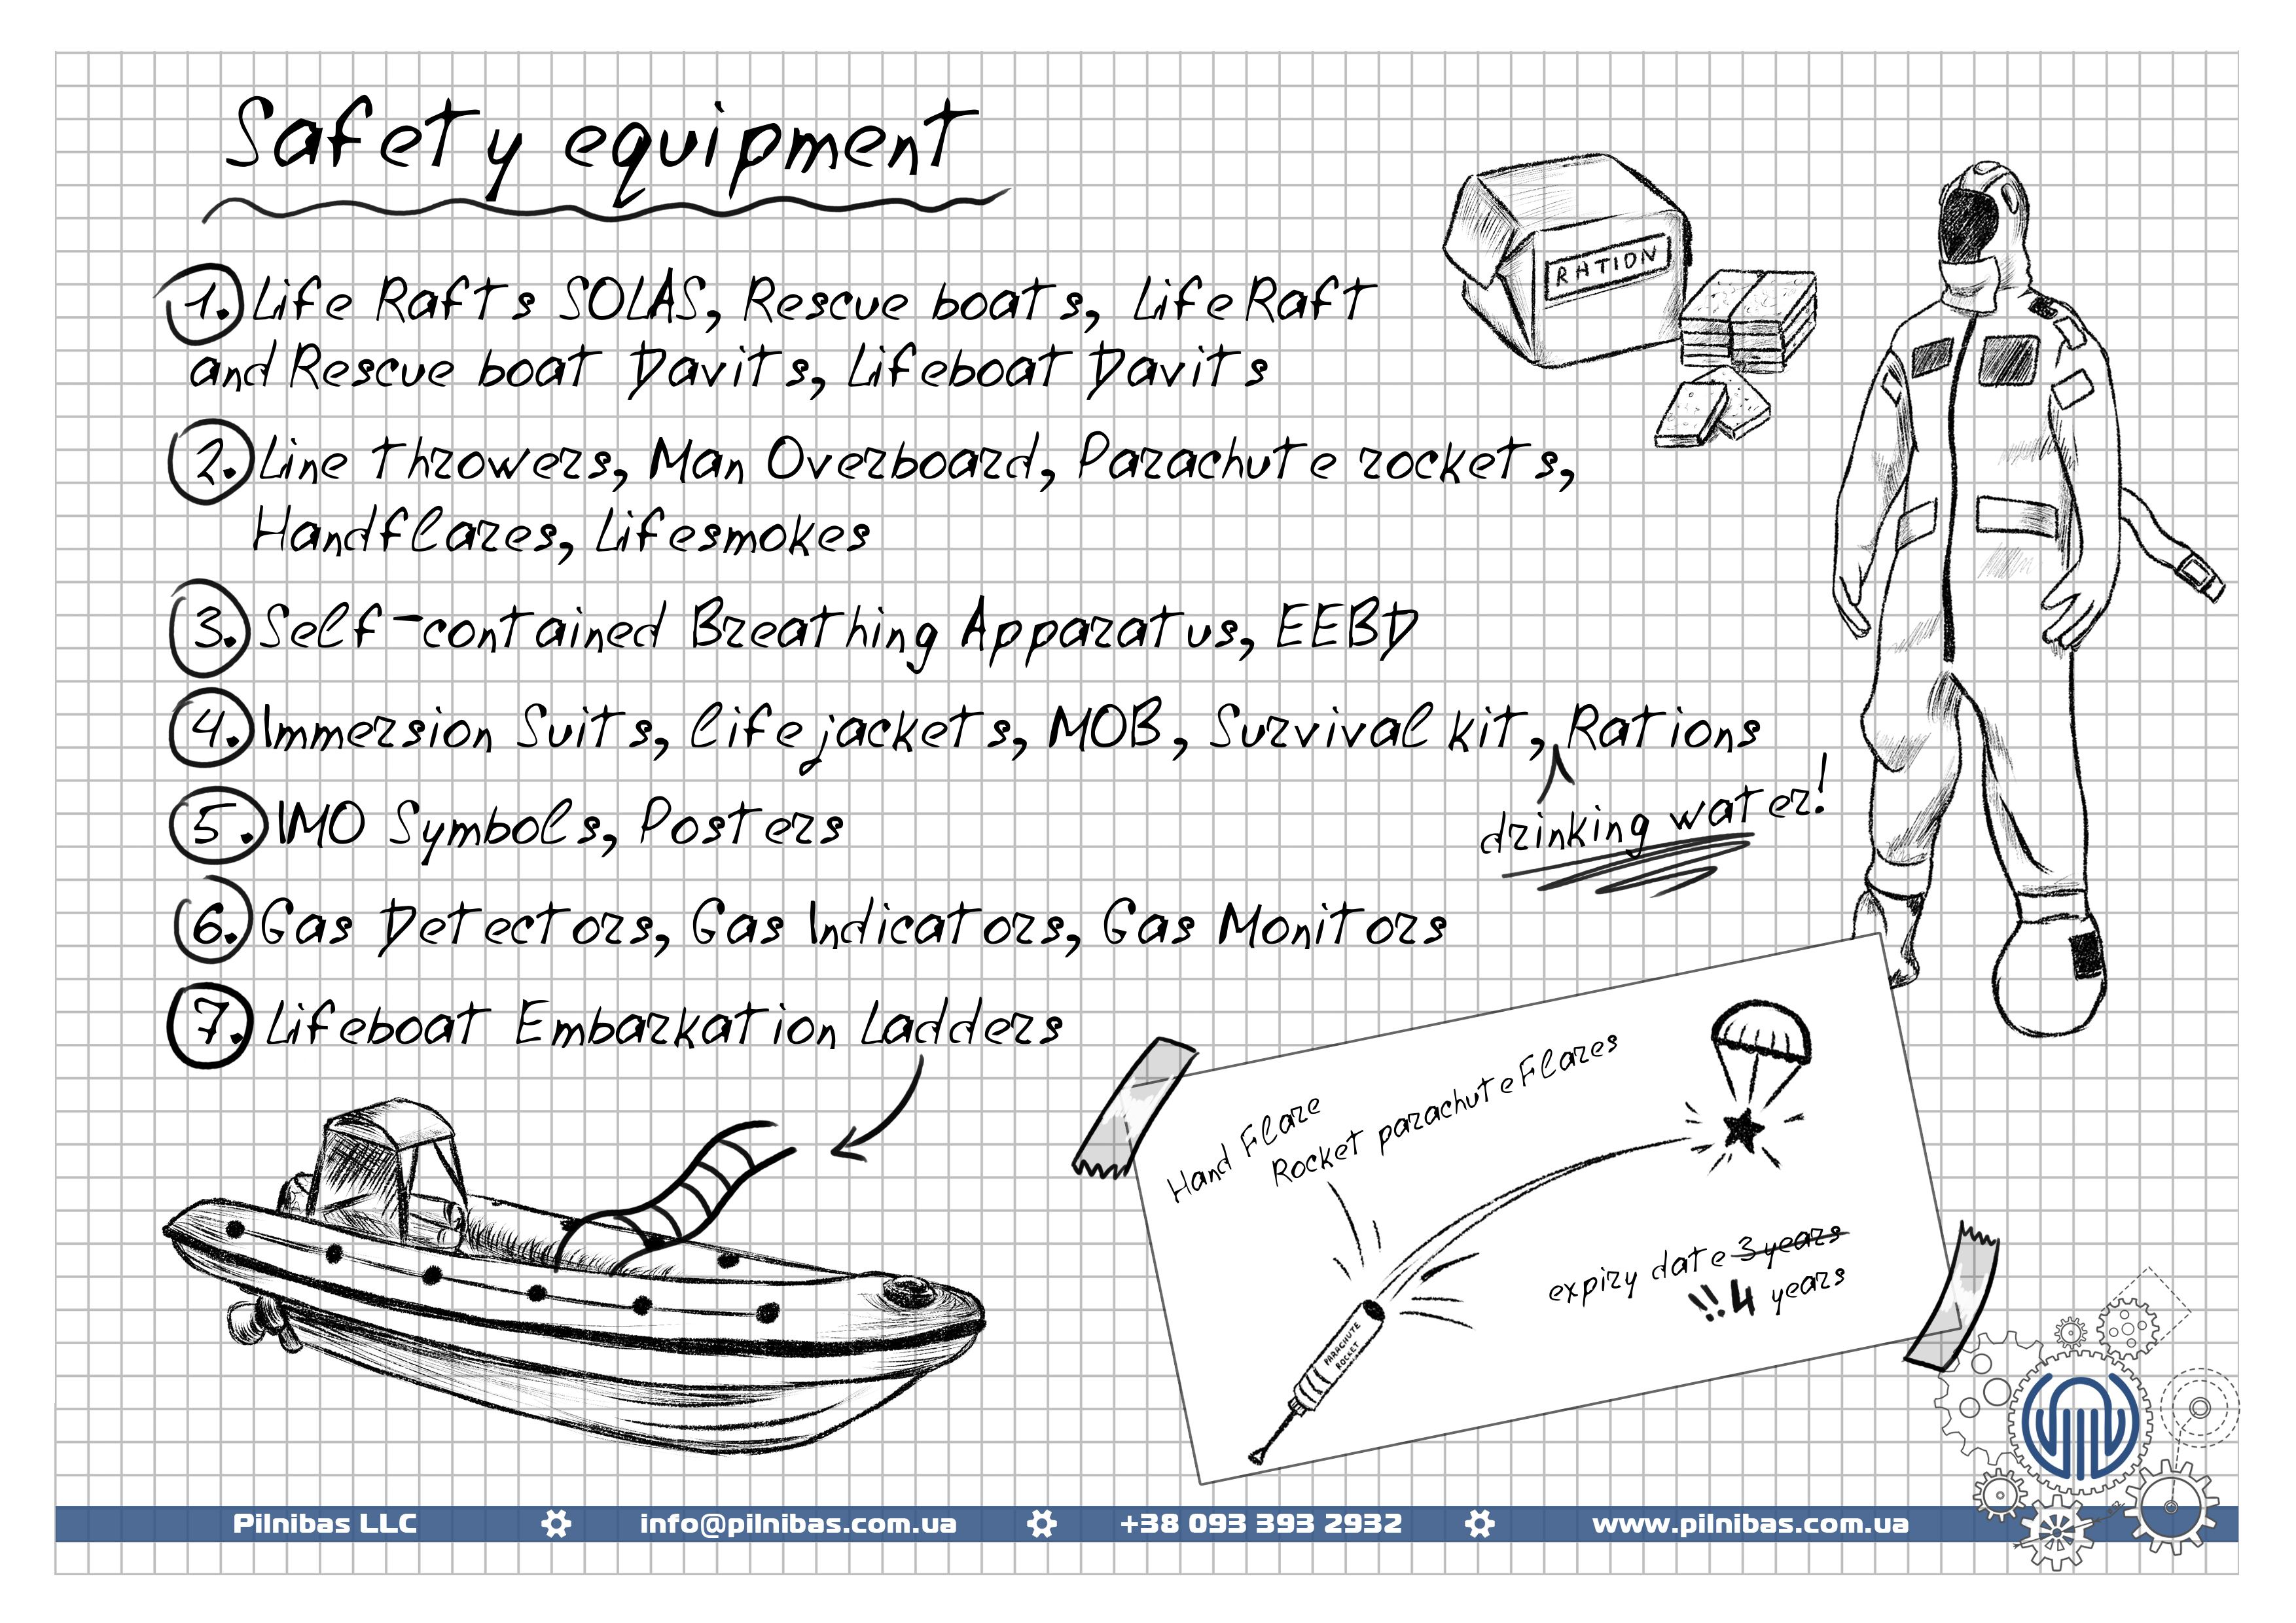 Safety equipment
RATION
1. Life Rafts SOLAS, Rescue boats, Life Raft
and Rescue boat Davits, Lifeboat Davits
2. Line throwers, Man Overboard, Parachute rockets,
Handflares, Lifesmokes
3. Self-contained Breathing Apparatus, EEBD
4. Immersion Suits, life jackets, MOB, Survival kit, Rations
drinking water!
5. IMO Symbols, Posters
6. Gas Detectors, Gas Indicators, Gas Monitors
7. Lifeboat Embarkation Ladders
Hand Flare
Rocket parachute Flares
expiry date 3 years
!! 4 years
PARACHUTE
ROCKET
Pilnibas LLC info@pilnibas.com.ua +38 093 393 2932 www.pilnibas.com.ua